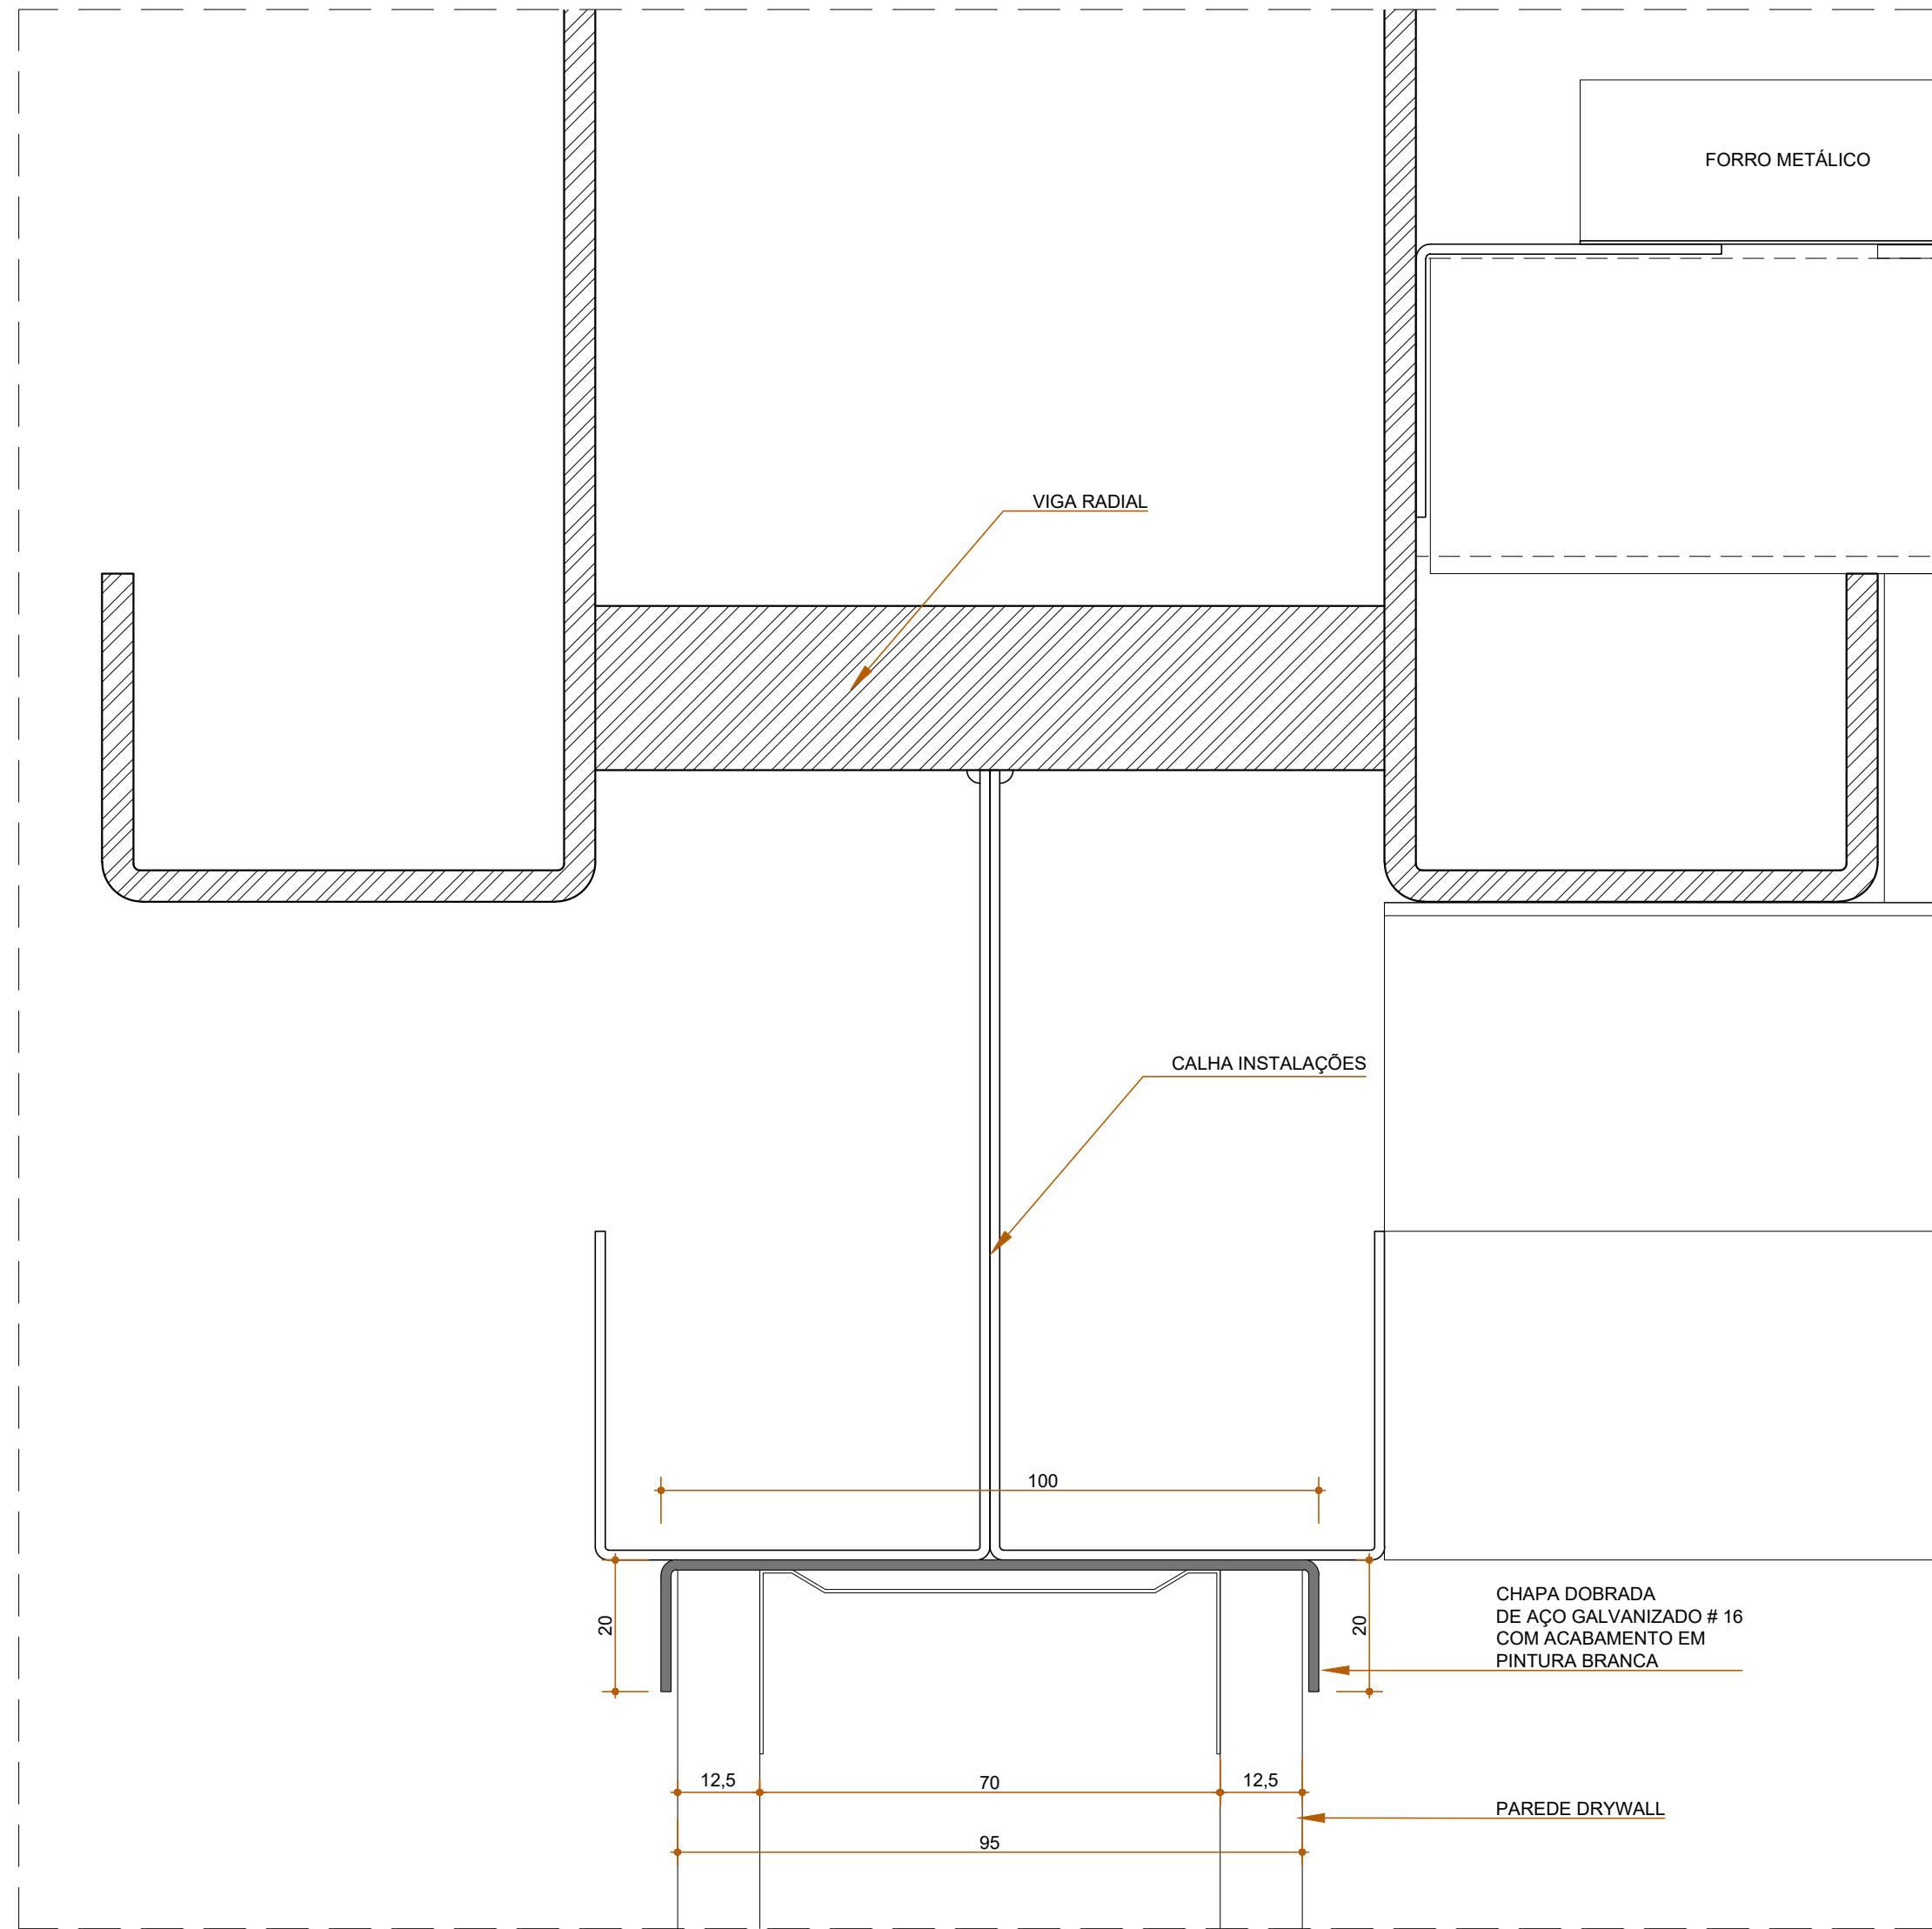 FORRO METÁLICO
VIGA RADIAL
CALHA INSTALAÇÕES
100
20
20
CHAPA DOBRADA
DE AÇO GALVANIZADO # 16
COM ACABAMENTO EM
PINTURA BRANCA
12,5
70
12,5
PAREDE DRYWALL
95